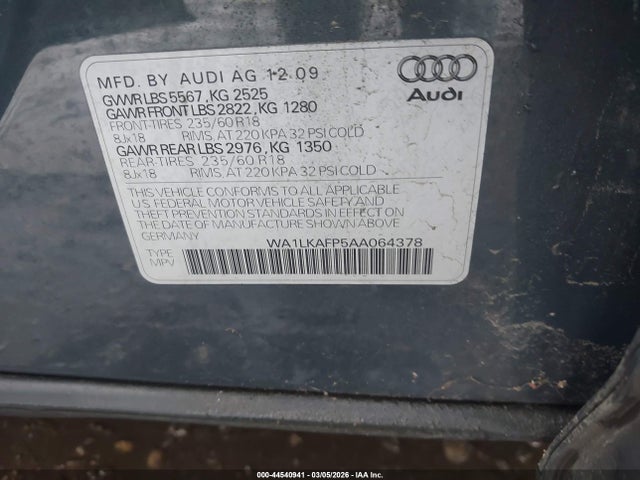 MFD. BY AUDI AG 12 09
GVWR LBS 5567, KG 2525
GAWR FRONT LBS 2822, KG 1280
FRONT-TIRES 235/60 R18
8Jx18 RIMS, AT 220 KPA 32 PSI COLD
GAWR REAR LBS 2976, KG 1350
REAR-TIRES 235/60 R18
8Jx18 RIMS, AT 220 KPA 32 PSI COLD
THIS VEHICLE CONFORMS TO ALL APPLICABLE
U.S. FEDERAL MOTOR VEHICLE SAFETY AND
THEFT PREVENTION STANDARDS IN EFFECT ON
THE DATE OF MANUFACTURE SHOWN ABOVE.
GERMANY
WA1LKAFP5AA064378
TYPE
MPV
Audi
000-44540941 - 03/05/2026 - IAA Inc.